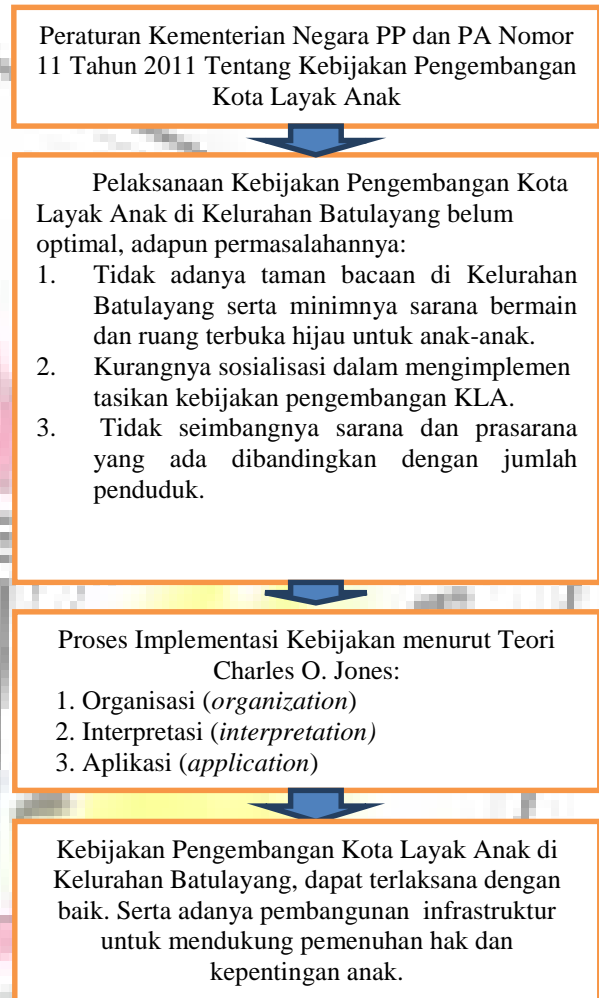 Peraturan Kementerian Negara PP dan PA Nomor
11 Tahun 2011 Tentang Kebijakan Pengembangan
Kota Layak Anak
Pelaksanaan Kebijakan Pengembangan Kota
Layak Anak di Kelurahan Batulayang belum
optimal, adapun permasalahannya:
1. Tidak adanya taman bacaan di Kelurahan
Batulayang serta minimnya sarana bermain
dan ruang terbuka hijau untuk anak-anak.
2. Kurangnya sosialisasi dalam mengimplemen
tasikan kebijakan pengembangan KLA.
3. Tidak seimbangnya sarana dan prasarana
yang ada dibandingkan dengan jumlah
penduduk.
Proses Implementasi Kebijakan menurut Teori
Charles O. Jones:
1. Organisasi (organization)
2. Interpretasi (interpretation)
3. Aplikasi (application)
Kebijakan Pengembangan Kota Layak Anak di
Kelurahan Batulayang, dapat terlaksana dengan
baik. Serta adanya pembangunan infrastruktur
untuk mendukung pemenuhan hak dan
kepentingan anak.